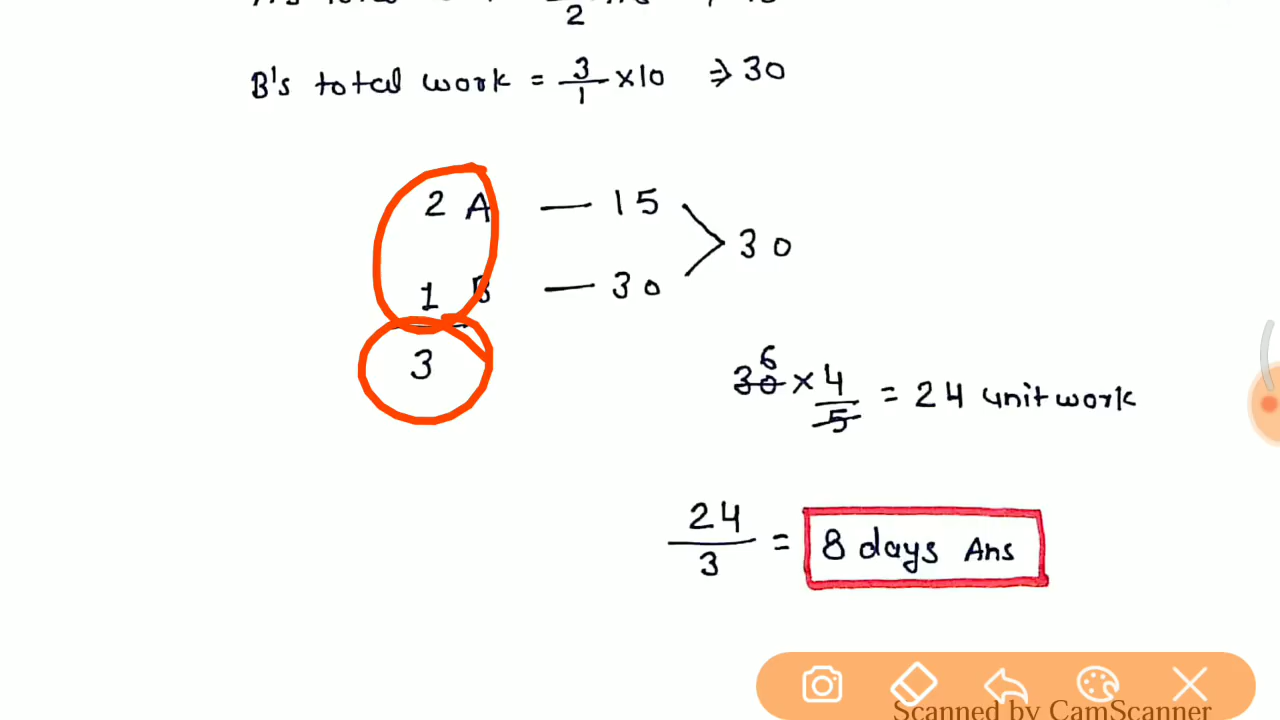 2
B's total work = 3/1 ×10 ⇒ 30
2 A — 15
30
1 B — 30
3
30 6 × 4/5 = 24 unit work
24/3 = 8 days Ans
Scanned by CamScanner